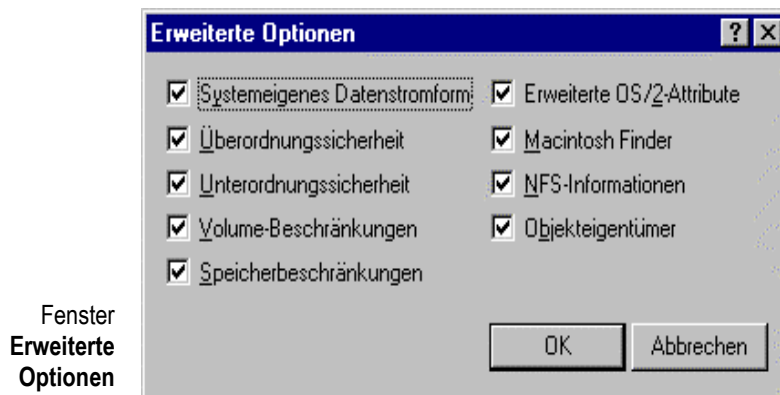 Erweiterte Optionen
Systemeigenes Datenstromform
Überordnungssicherheit
Unterordnungssicherheit
Volume-Beschränkungen
Speicherbeschränkungen
Erweiterte OS/2-Attribute
Macintosh Finder
NFS-Informationen
Objekteigentümer
OK
Abbrechen
Fenster
Erweiterte
Optionen